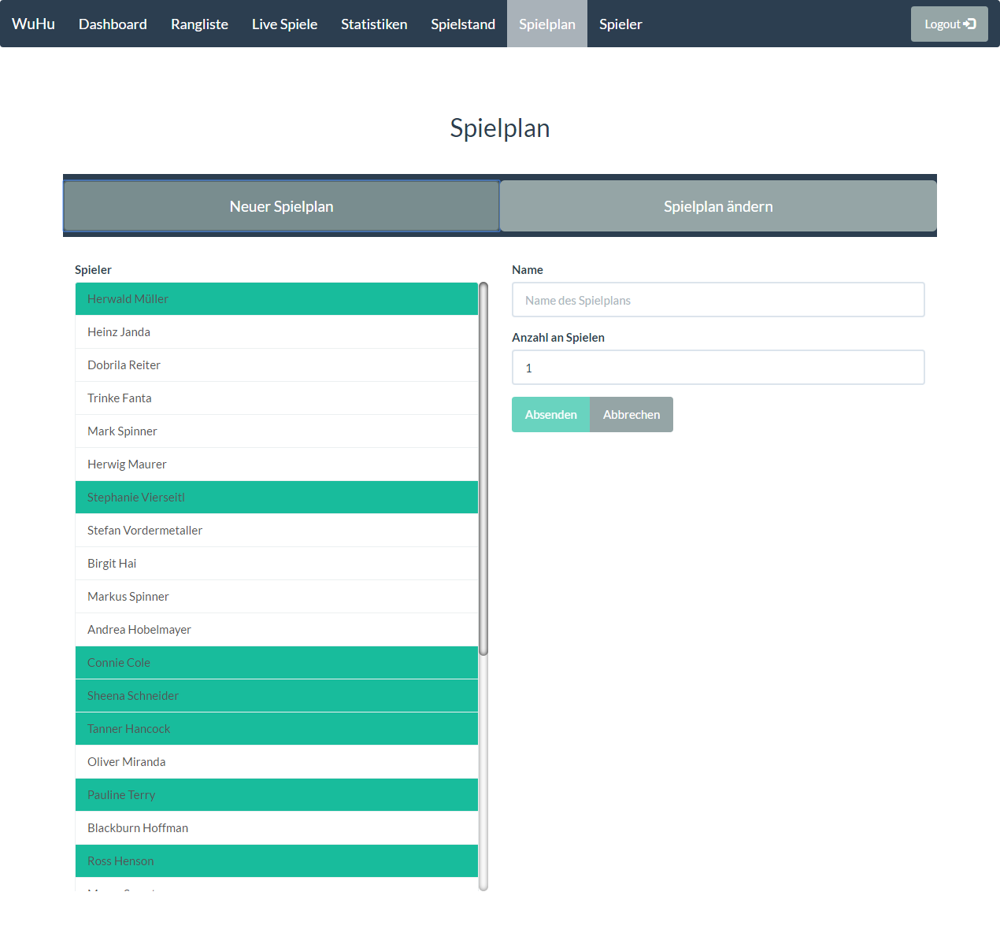 WuHu Dashboard Rangliste Live Spiele Statistiken Spielstand Spielplan Spieler Logout
Spielplan
Neuer Spielplan Spielplan ändern
Spieler
Herwald Müller
Heinz Janda
Dobrila Reiter
Trinke Fanta
Mark Spinner
Herwig Maurer
Stephanie Vierseitl
Stefan Vordermetaller
Birgit Hai
Markus Spinner
Andrea Hobelmayer
Connie Cole
Sheena Schneider
Tanner Hancock
Oliver Miranda
Pauline Terry
Blackburn Hoffman
Ross Henson
Name
Name des Spielplans
Anzahl an Spielen
1
Absenden Abbrechen